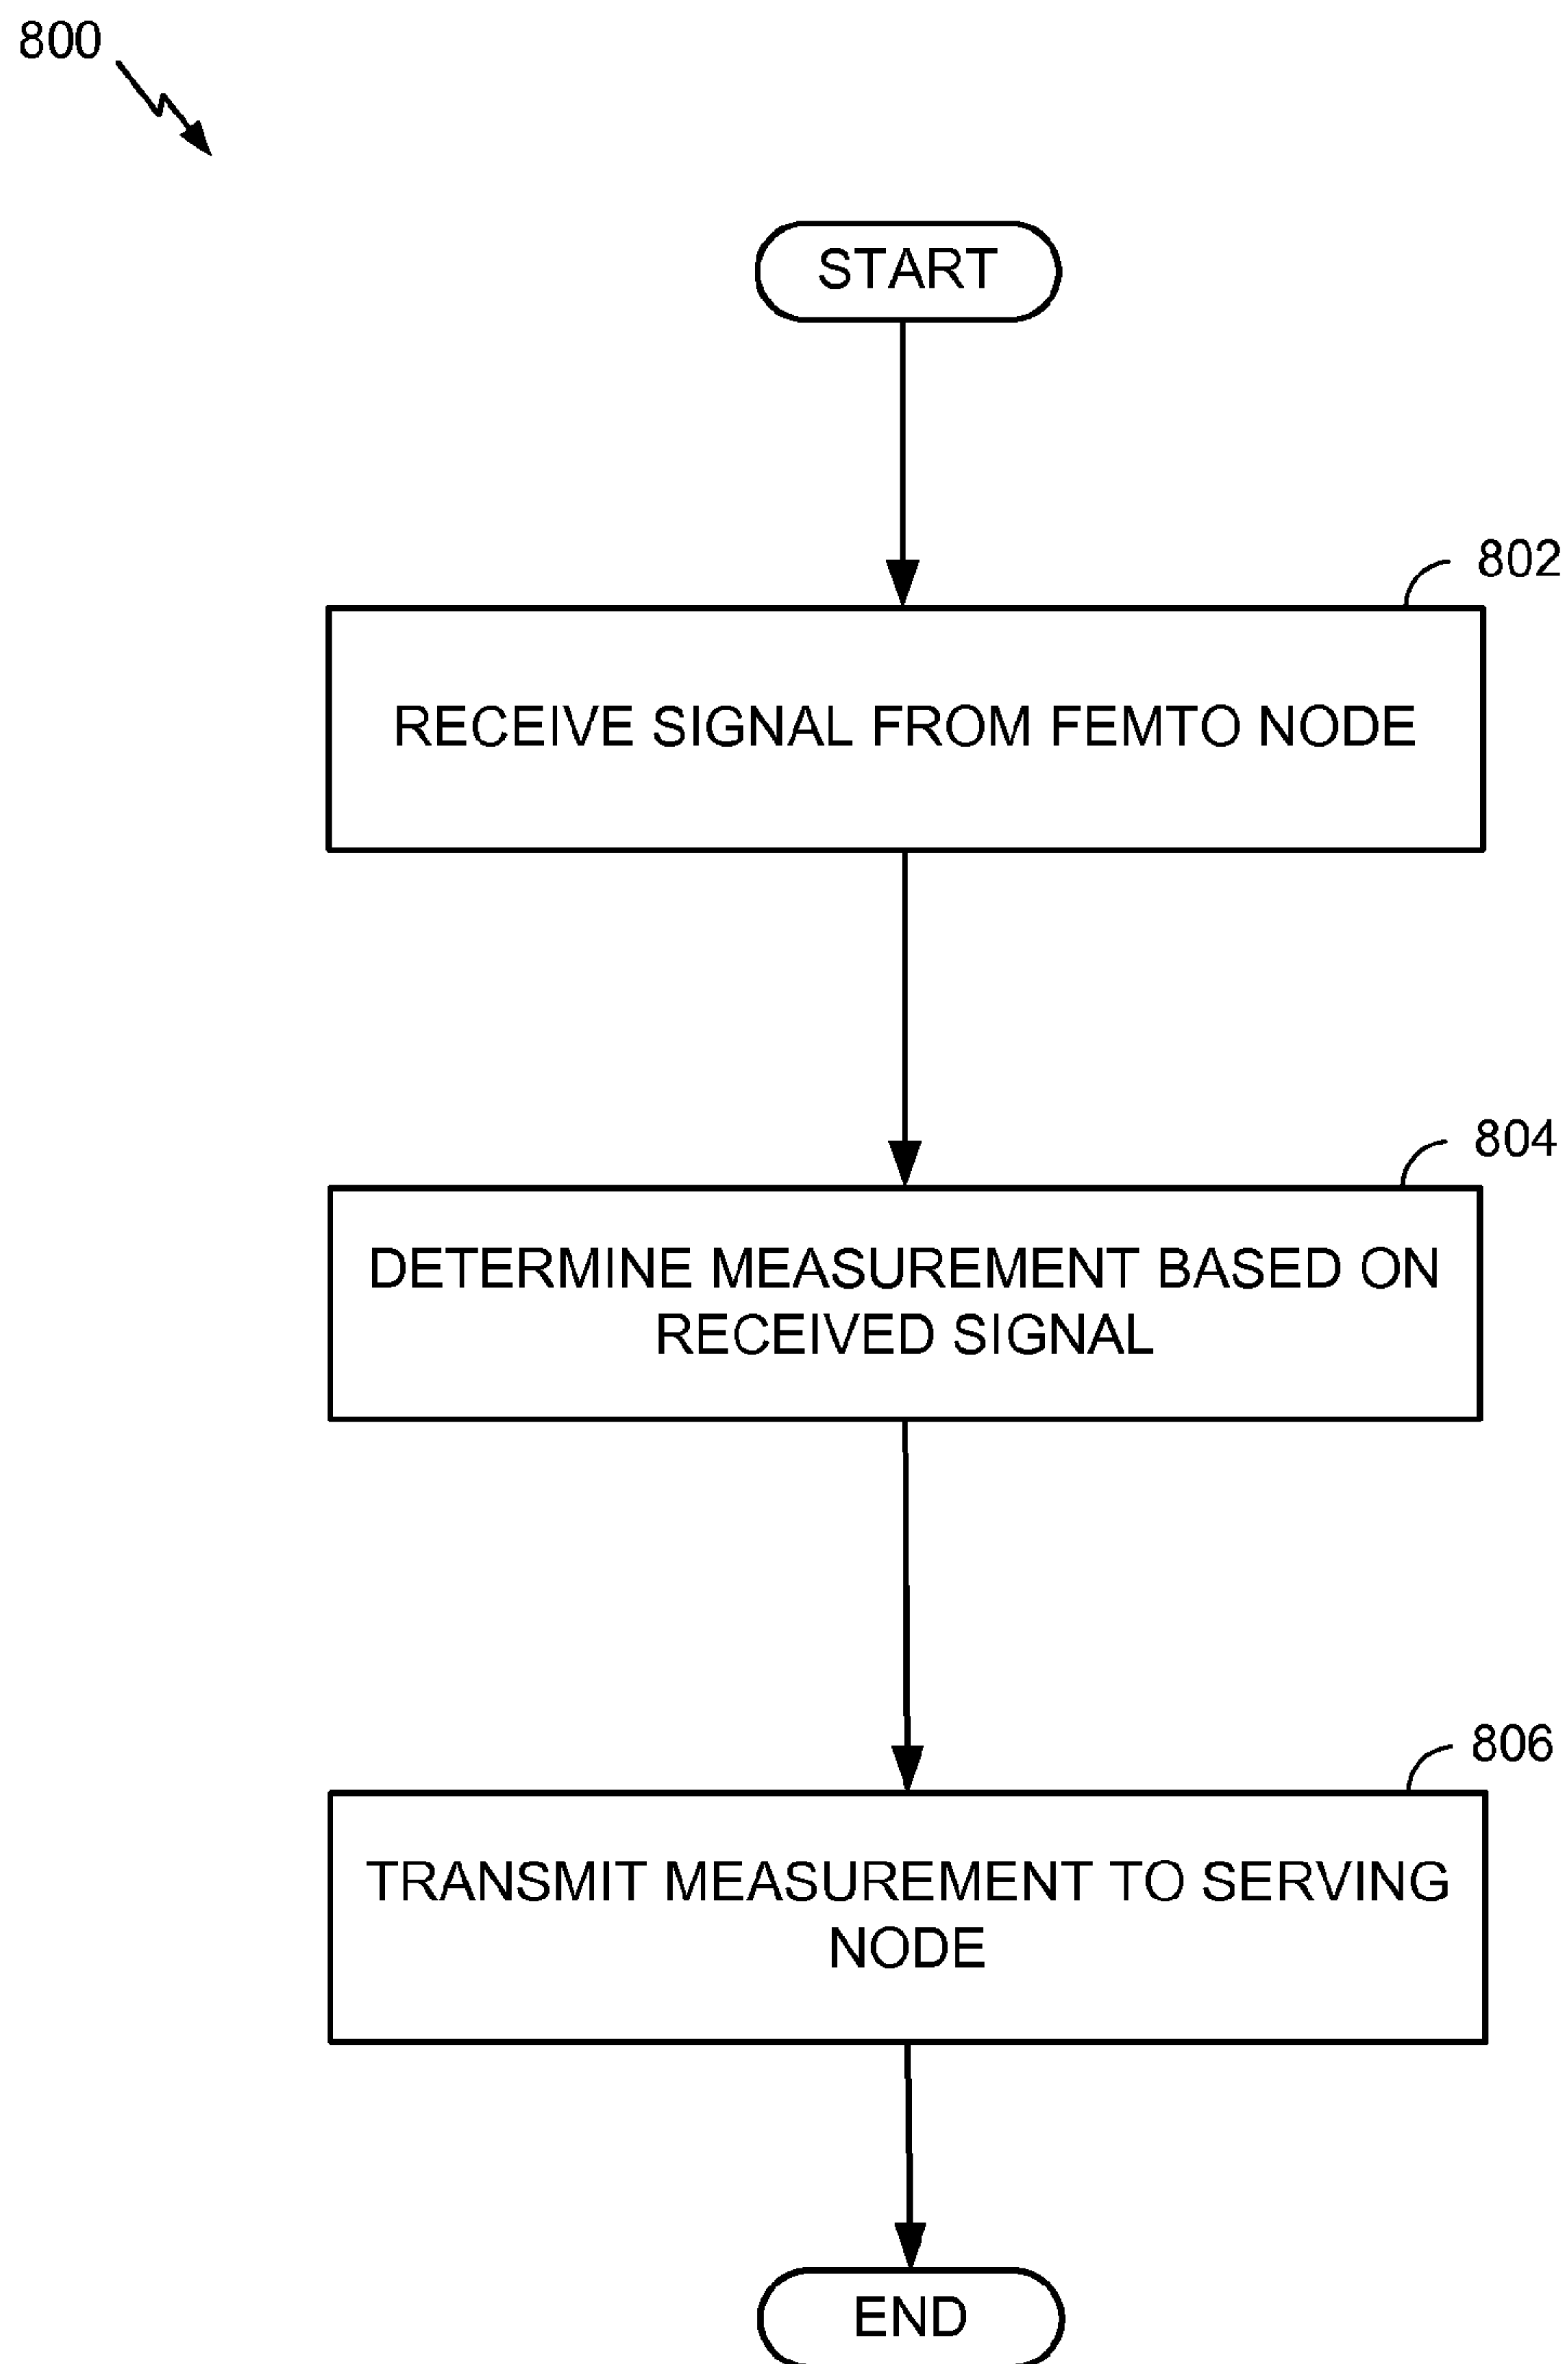 800
START
802
RECEIVE SIGNAL FROM FEMTO NODE
804
DETERMINE MEASUREMENT BASED ON
RECEIVED SIGNAL
806
TRANSMIT MEASUREMENT TO SERVING
NODE
END